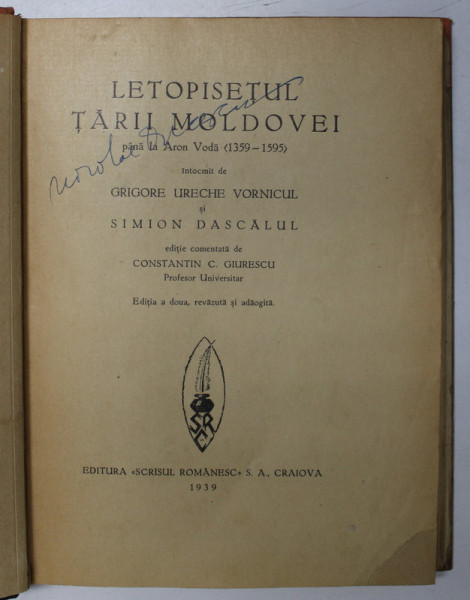 LETOPISEȚUL
ȚĂRII MOLDOVEI
până la Aron Vodă (1359–1595)
întocmit de
GRIGORE URECHE VORNICUL
și
SIMION DASCĂLUL
ediție comentată de
CONSTANTIN C. GIURESCU
Profesor Universitar
Ediția a doua, revăzută și adăogită.
SR
C
EDITURA «SCRISUL ROMÂNESC» S. A., CRAIOVA
1939